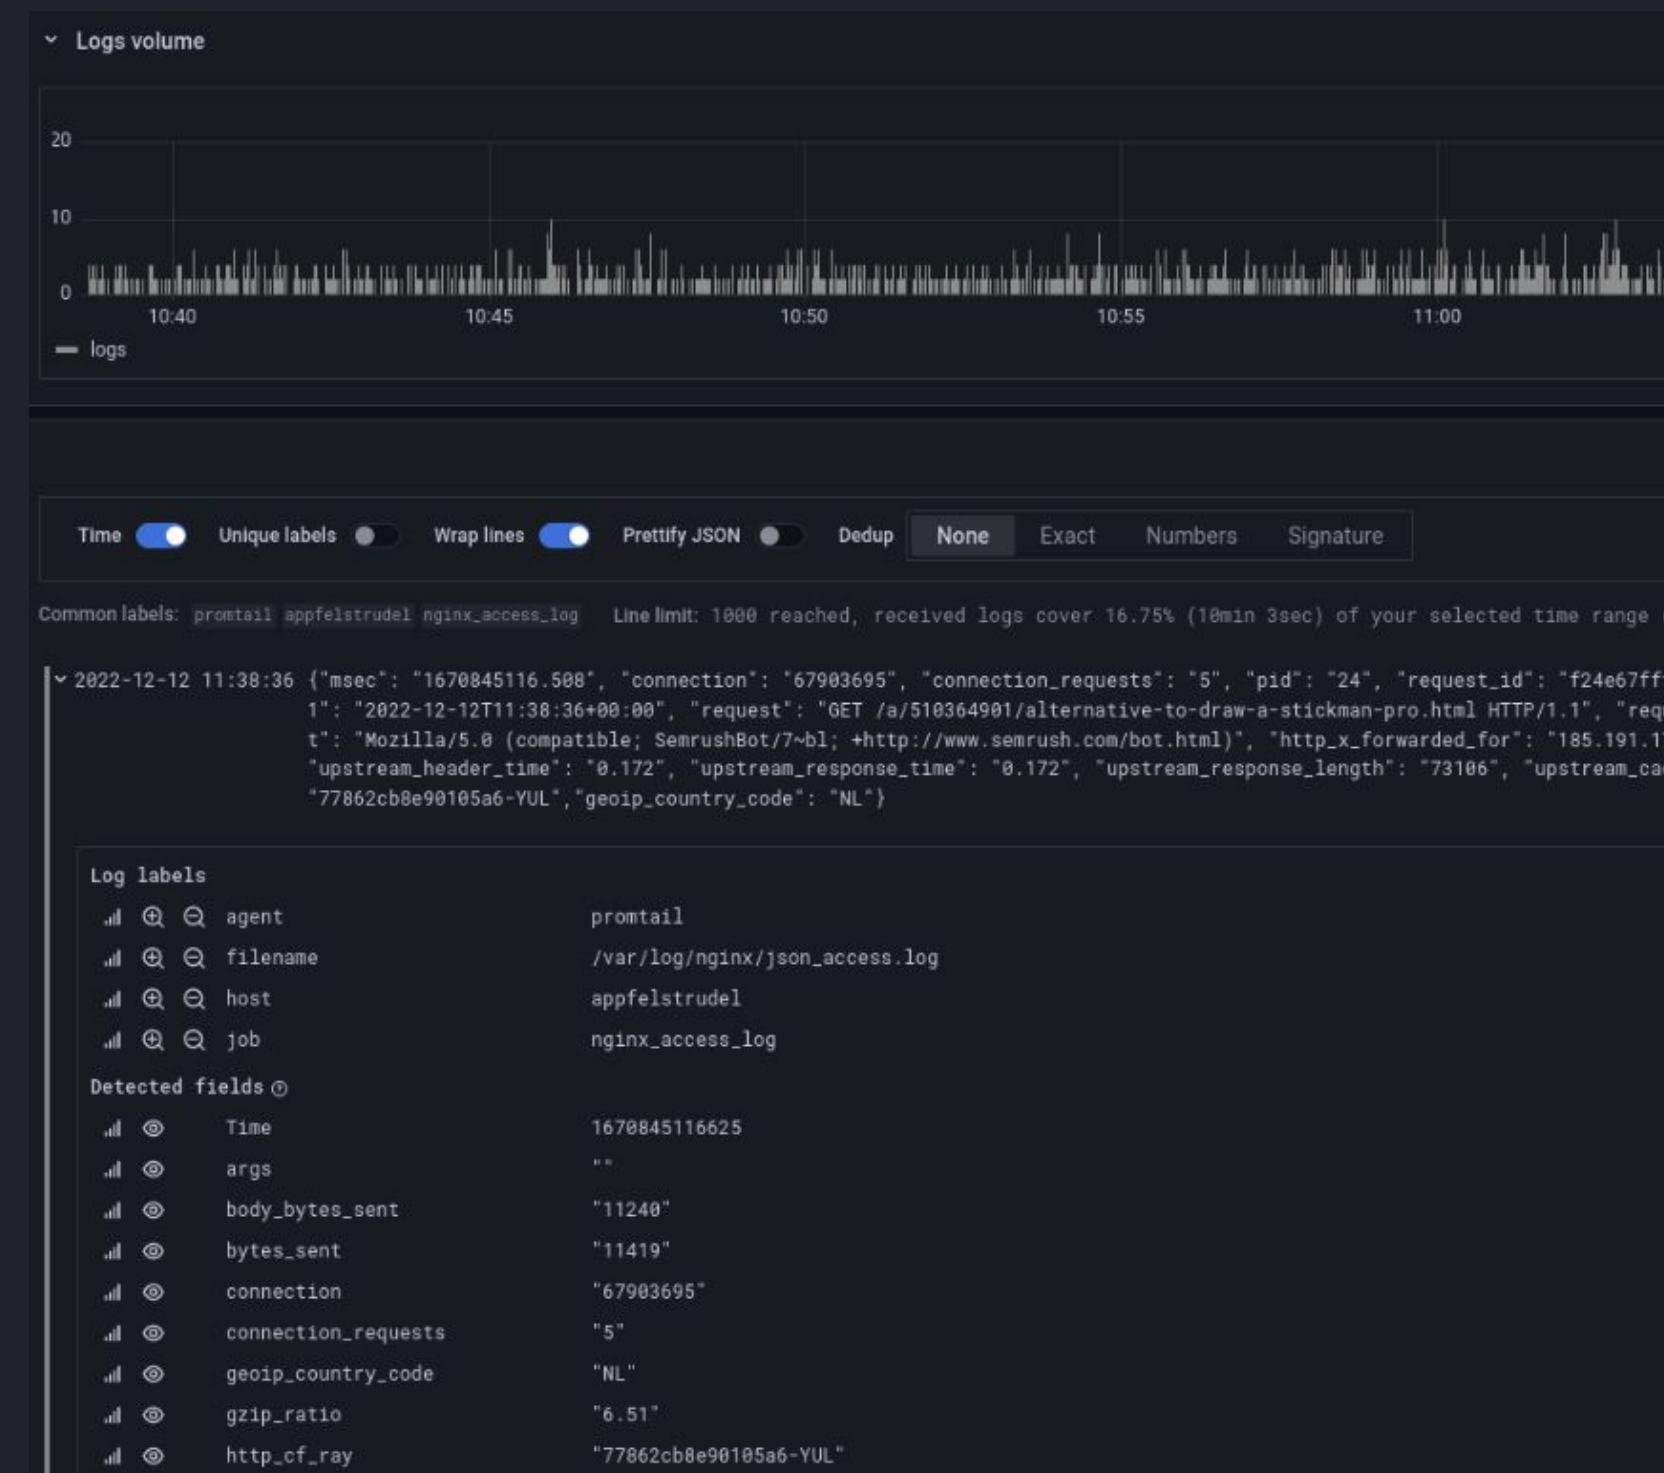 Logs volume
20
10
0
10:40 10:45 10:50 10:55 11:00
logs
Time Unique labels Wrap lines Prettify JSON Dedup None Exact Numbers Signature
Common labels: promtail appfelstrudel nginx_access_log Line limit: 1000 reached, received logs cover 16.75% (10min 3sec) of your selected time range
2022-12-12 11:38:36 {"msec": "1670845116.508", "connection": "67903695", "connection_requests": "5", "pid": "24", "request_id": "f24e67ff
1": "2022-12-12T11:38:36+00:00", "request": "GET /a/510364901/alternative-to-draw-a-stickman-pro.html HTTP/1.1", "requ
t": "Mozilla/5.0 (compatible; SemrushBot/7~bl; +http://www.semrush.com/bot.html)", "http_x_forwarded_for": "185.191.17
"upstream_header_time": "0.172", "upstream_response_time": "0.172", "upstream_response_length": "73106", "upstream_cac
"77862cb8e90105a6-YUL","geoip_country_code": "NL"}
Log labels
agent promtail
filename /var/log/nginx/json_access.log
host appfelstrudel
job nginx_access_log
Detected fields
Time 1670845116625
args ""
body_bytes_sent "11240"
bytes_sent "11419"
connection "67903695"
connection_requests "5"
geoip_country_code "NL"
gzip_ratio "6.51"
http_cf_ray "77862cb8e90105a6-YUL"